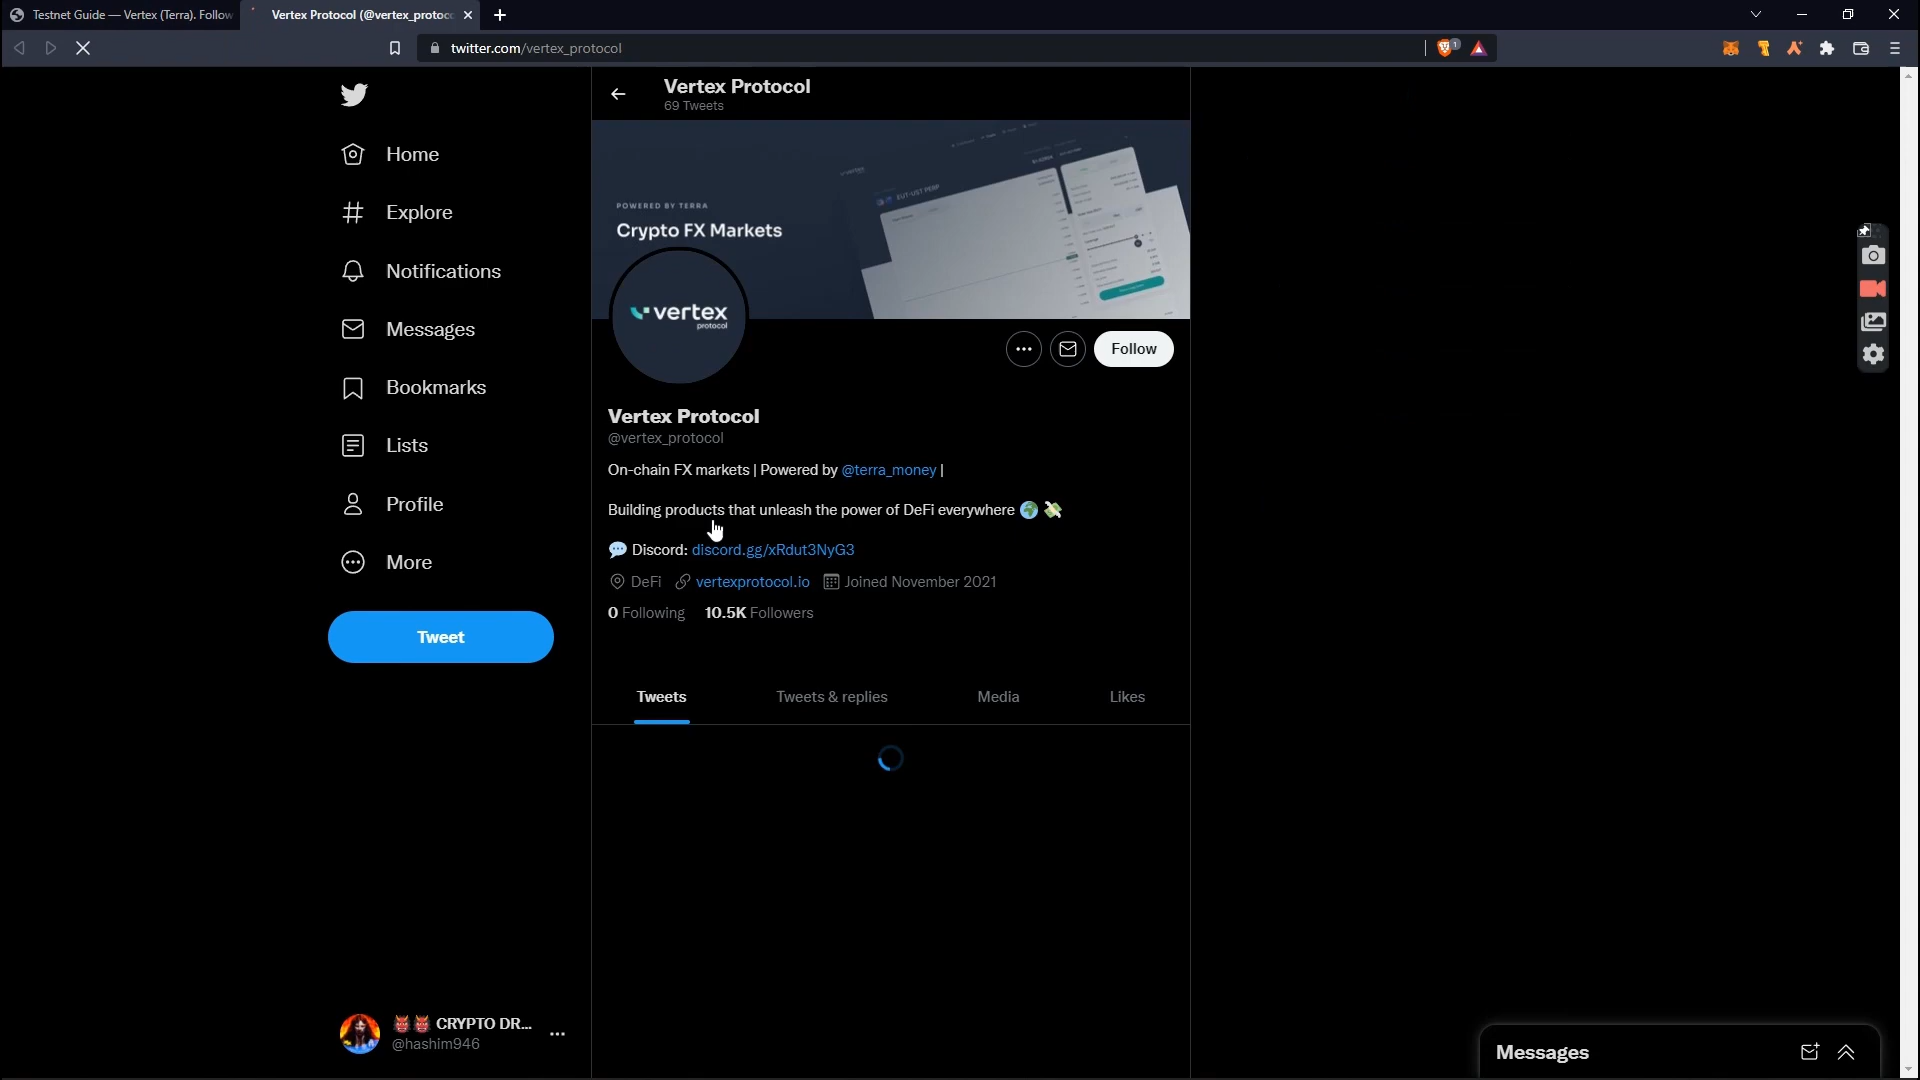 Testnet Guide — Vertex (Terra). Follow
Vertex Protocol (@vertex_protoc
twitter.com/vertex_protocol
1
Vertex Protocol
69 Tweets
Home
Explore
Notifications
Messages
Bookmarks
Lists
Profile
More
Tweet
POWERED BY TERRA
Crypto FX Markets
EUT-UST PERP
vertex
protocol
Follow
Vertex Protocol
@vertex_protocol
On-chain FX markets | Powered by @terra_money |
Building products that unleash the power of DeFi everywhere 🌍 💸
💬 Discord: discord.gg/xRdut3NyG3
DeFi vertexprotocol.io Joined November 2021
0 Following 10.5K Followers
Tweets Tweets & replies Media Likes
👹👹 CRYPTO DR...
@hashim946
Messages